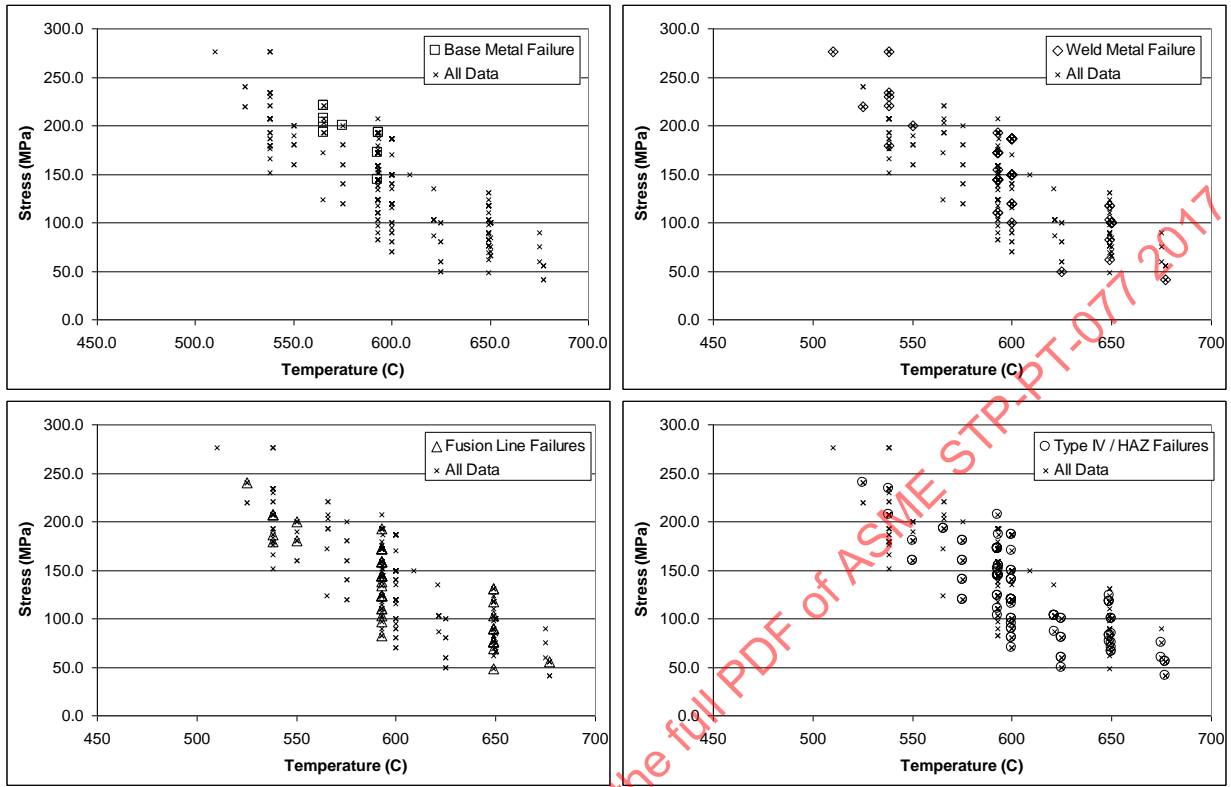 300.0
250.0
200.0
150.0
100.0
50.0
0.0
Stress (MPa)
450.0 500.0 550.0 600.0 650.0 700.0
Temperature (C)
Base Metal Failure
All Data
300.0
250.0
200.0
150.0
100.0
50.0
0.0
Stress (MPa)
450 500 550 600 650 700
Temperature (C)
Weld Metal Failure
All Data
300.0
250.0
200.0
150.0
100.0
50.0
0.0
Stress (MPa)
450 500 550 600 650 700
Temperature (C)
Fusion Line Failures
All Data
300.0
250.0
200.0
150.0
100.0
50.0
0.0
Stress (MPa)
450 500 550 600 650 700
Temperature (C)
Type IV / HAZ Failures
All Data
the full PDF of ASME STP-PT-077 2017